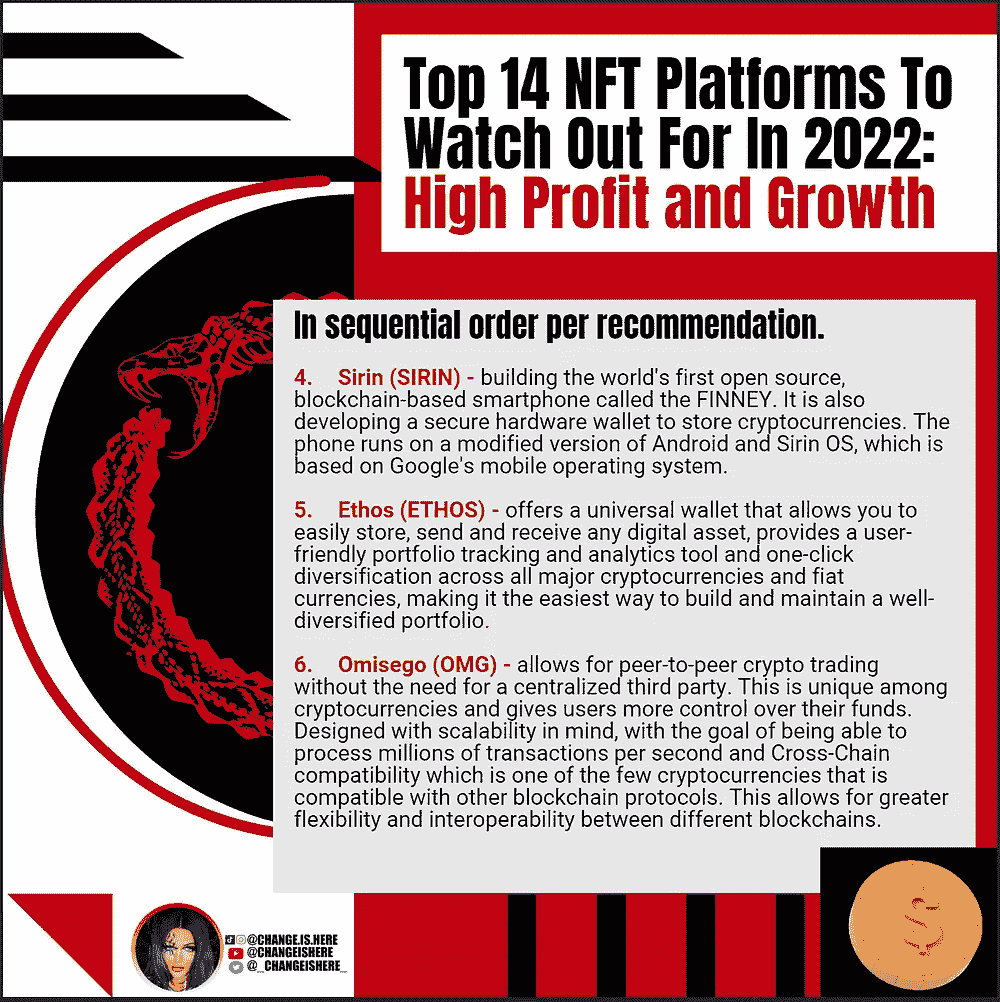 Top 14 NFT Platforms To
Watch Out For In 2022:
High Profit and Growth
In sequential order per recommendation.
4. Sirin (SIRIN) - building the world's first open source,
blockchain-based smartphone called the FINNEY. It is also
developing a secure hardware wallet to store cryptocurrencies. The
phone runs on a modified version of Android and Sirin OS, which is
based on Google's mobile operating system.
5. Ethos (ETHOS) - offers a universal wallet that allows you to
easily store, send and receive any digital asset, provides a user-
friendly portfolio tracking and analytics tool and one-click
diversification across all major cryptocurrencies and fiat
currencies, making it the easiest way to build and maintain a well-
diversified portfolio.
6. Omisego (OMG) - allows for peer-to-peer crypto trading
without the need for a centralized third party. This is unique among
cryptocurrencies and gives users more control over their funds.
Designed with scalability in mind, with the goal of being able to
process millions of transactions per second and Cross-Chain
compatibility which is one of the few cryptocurrencies that is
compatible with other blockchain protocols. This allows for greater
flexibility and interoperability between different blockchains.
@CHANGE.IS.HERE
@CHANGEISHERE
@_CHANGEISHERE_
$